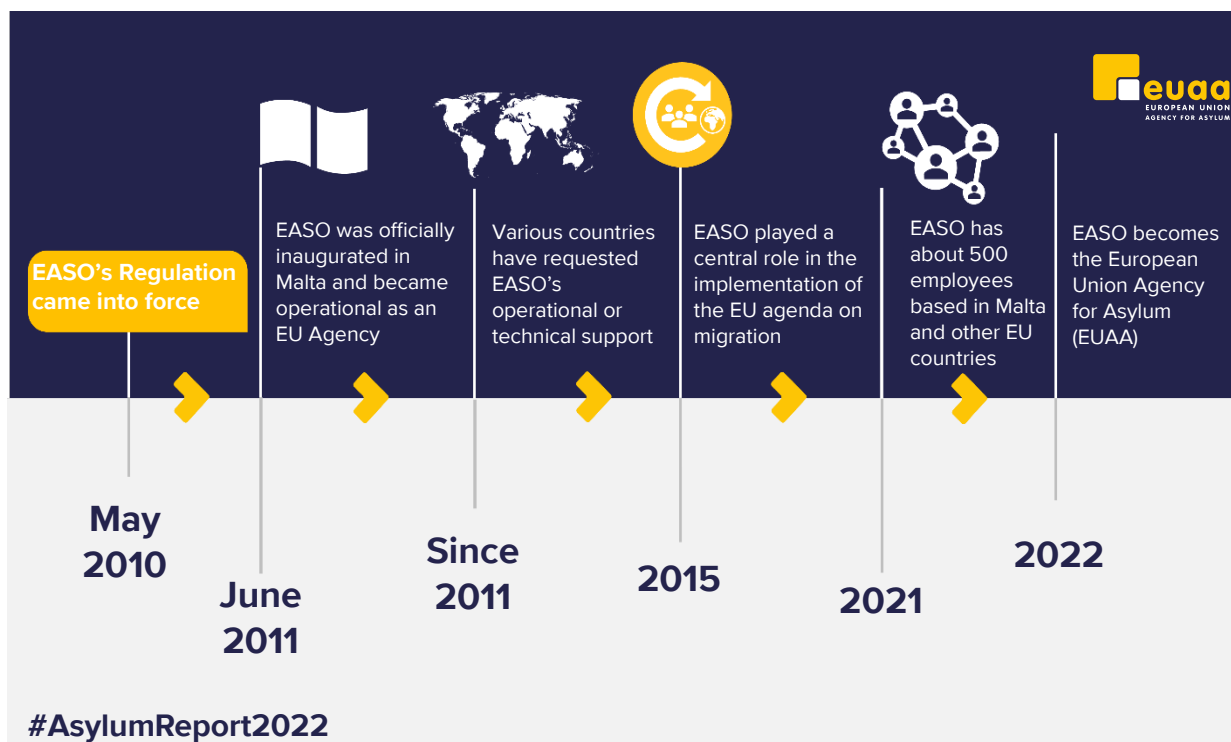 euaa
EUROPEAN UNION
AGENCY FOR ASYLUM
EASO's Regulation
came into force
May
2010
EASO was officially
inaugurated in
Malta and became
operational as an
EU Agency
June
2011
Various countries
have requested
EASO's
operational or
technical support
Since
2011
EASO played a
central role in the
implementation of
the EU agenda on
migration
2015
EASO has
about 500
employees
based in Malta
and other EU
countries
2021
EASO becomes
the European
Union Agency
for Asylum
(EUAA)
2022
#AsylumReport2022